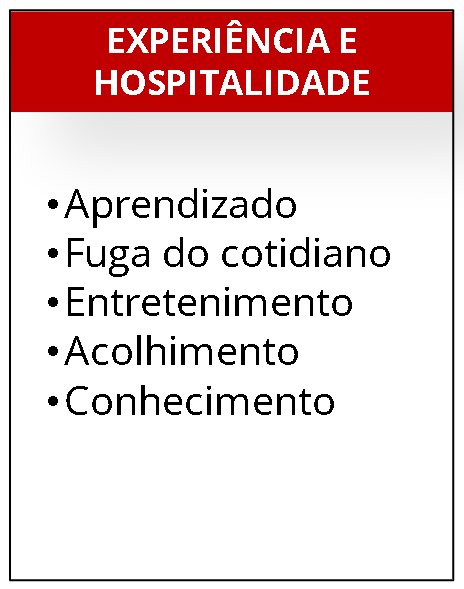 EXPERIÊNCIA E
HOSPITALIDADE
•Aprendizado
•Fuga do cotidiano
•Entretenimento
•Acolhimento
•Conhecimento